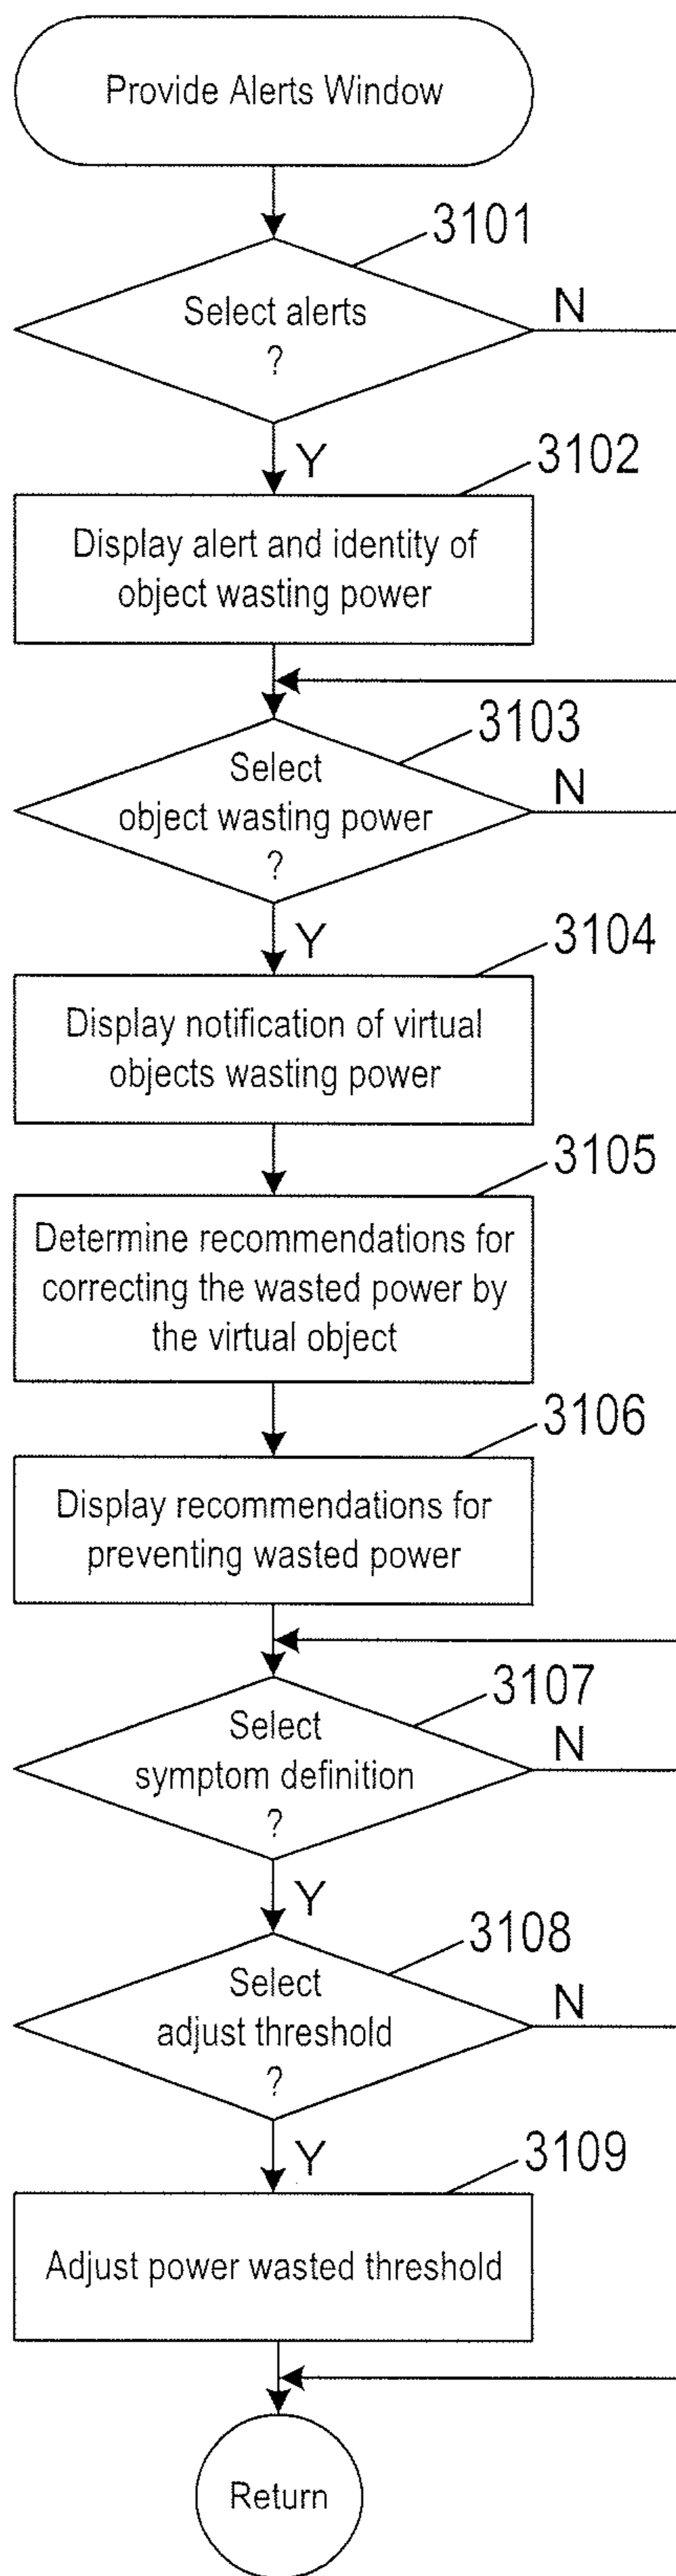 Provide Alerts Window
3101
Select alerts
?
N
Y
3102
Display alert and identity of
object wasting power
3103
Select
object wasting power
?
N
Y
3104
Display notification of virtual
objects wasting power
3105
Determine recommendations for
correcting the wasted power by
the virtual object
3106
Display recommendations for
preventing wasted power
3107
Select
symptom definition
?
N
Y
3108
Select
adjust threshold
?
N
Y
3109
Adjust power wasted threshold
Return